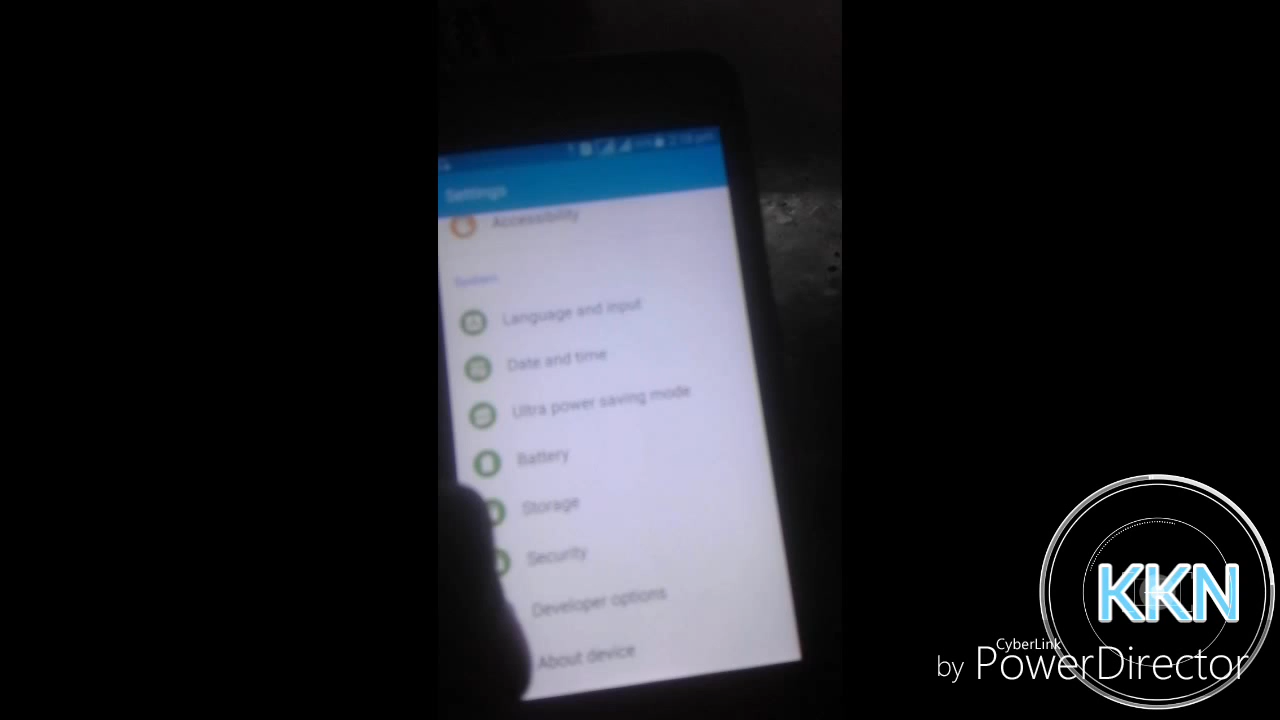 Settings
Accessibility
System
Language and input
Date and time
Ultra power saving mode
Battery
Storage
Security
Developer options
About device
KKN
CyberLink
by PowerDirector